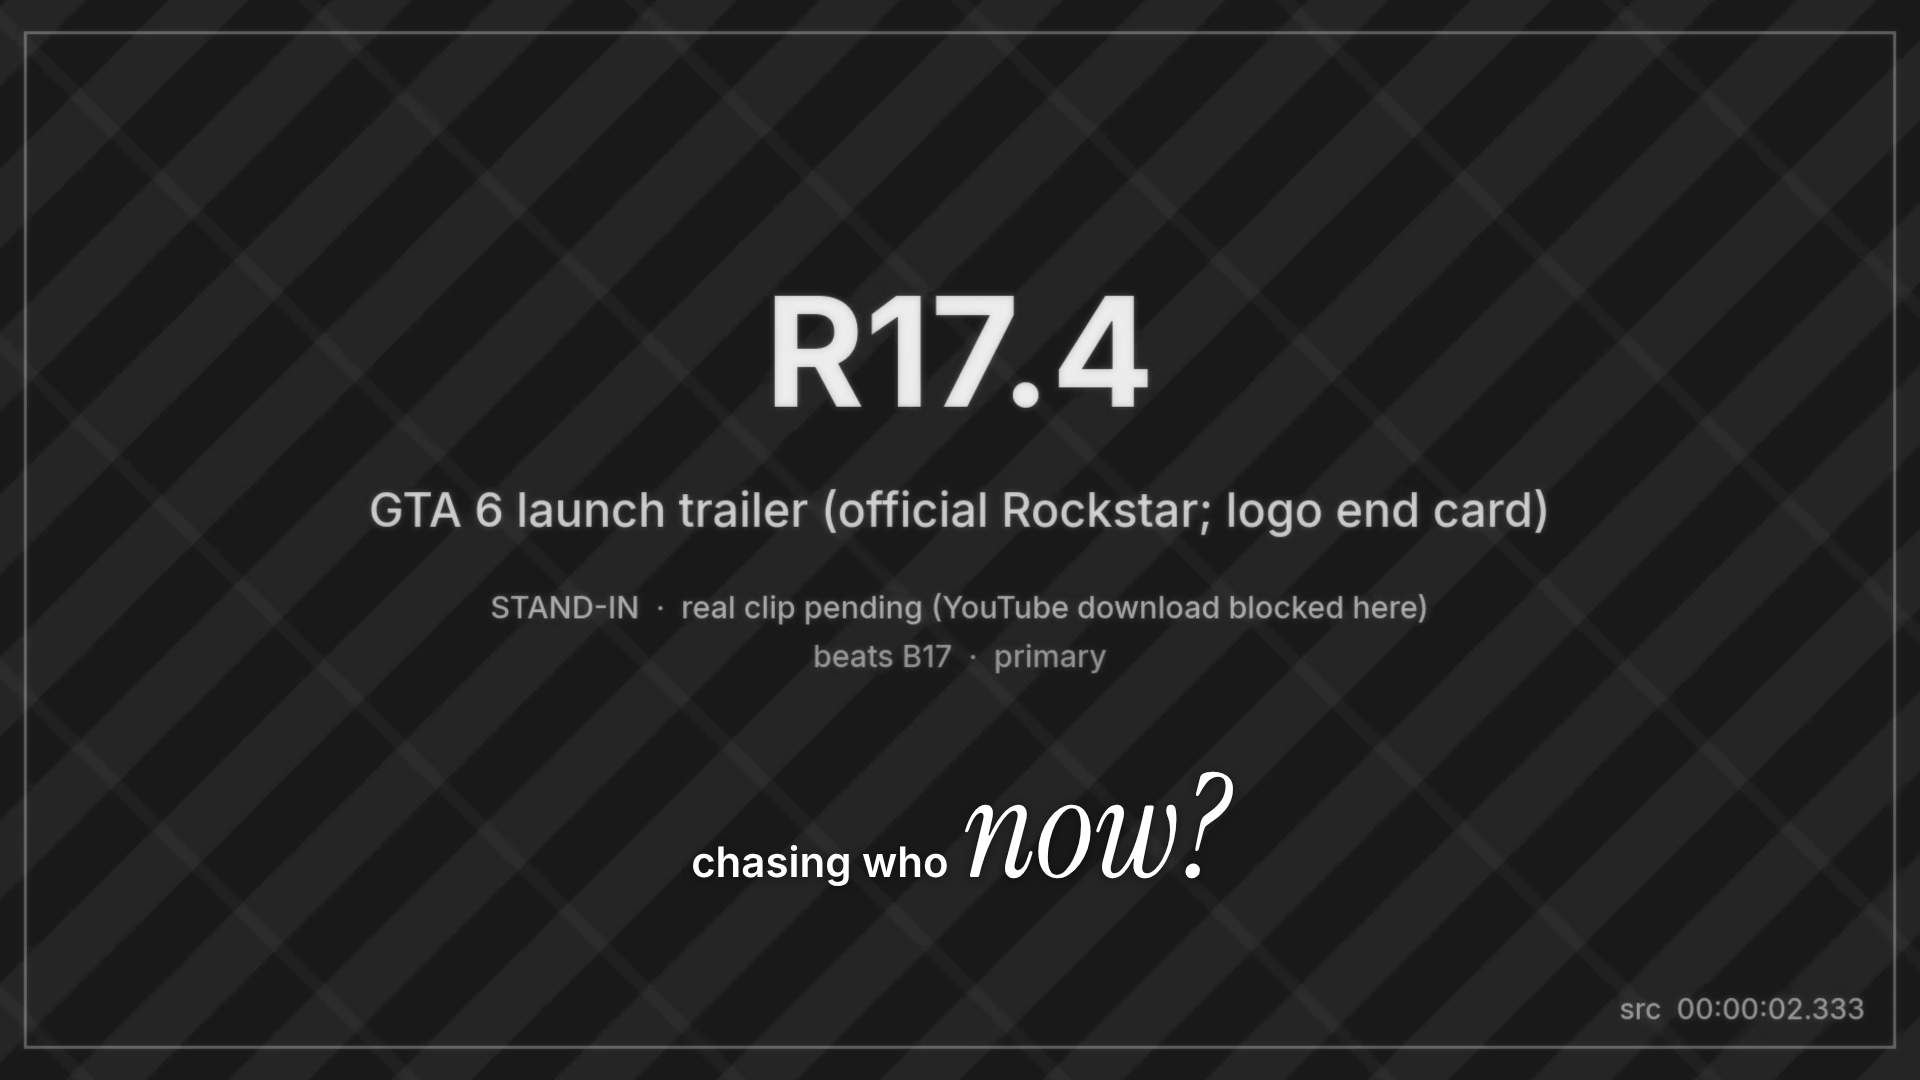 R17.4
GTA 6 launch trailer (official Rockstar; logo end card)
STAND-IN · real clip pending (YouTube download blocked here)
beats B17 · primary
chasing who now?
src 00:00:02.333